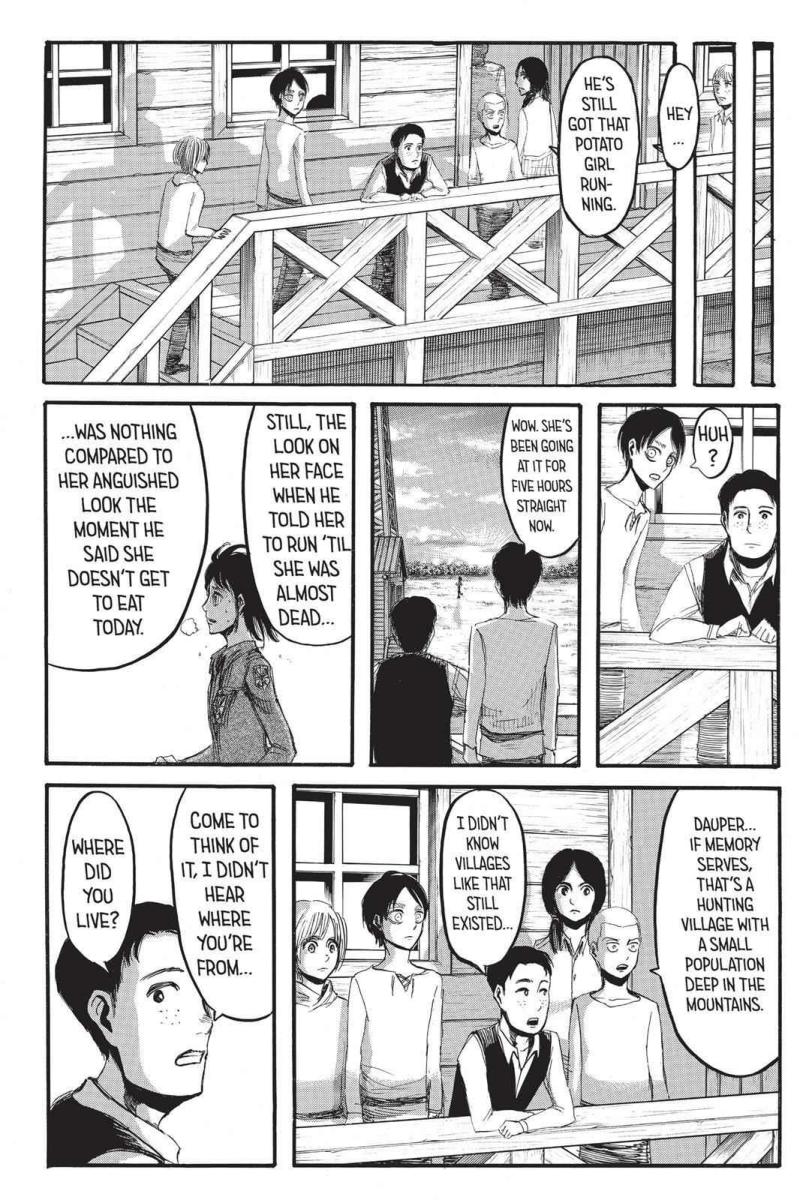 HEY
...
HE'S
STILL
GOT THAT
POTATO
GIRL
RUN-
NING.
HUH
?
WOW. SHE'S
BEEN GOING
AT IT FOR
FIVE HOURS
STRAIGHT
NOW.
STILL, THE
LOOK ON
HER FACE
WHEN HE
TOLD HER
TO RUN 'TIL
SHE WAS
ALMOST
DEAD...
...WAS NOTHING
COMPARED TO
HER ANGUISHED
LOOK THE
MOMENT HE
SAID SHE
DOESN'T GET
TO EAT
TODAY.
DAUPER...
IF MEMORY
SERVES,
THAT'S A
HUNTING
VILLAGE WITH
A SMALL
POPULATION
DEEP IN THE
MOUNTAINS.
I DIDN'T
KNOW
VILLAGES
LIKE THAT
STILL
EXISTED...
COME TO
THINK OF
IT, I DIDN'T
HEAR
WHERE
YOU'RE
FROM...
WHERE
DID
YOU
LIVE?